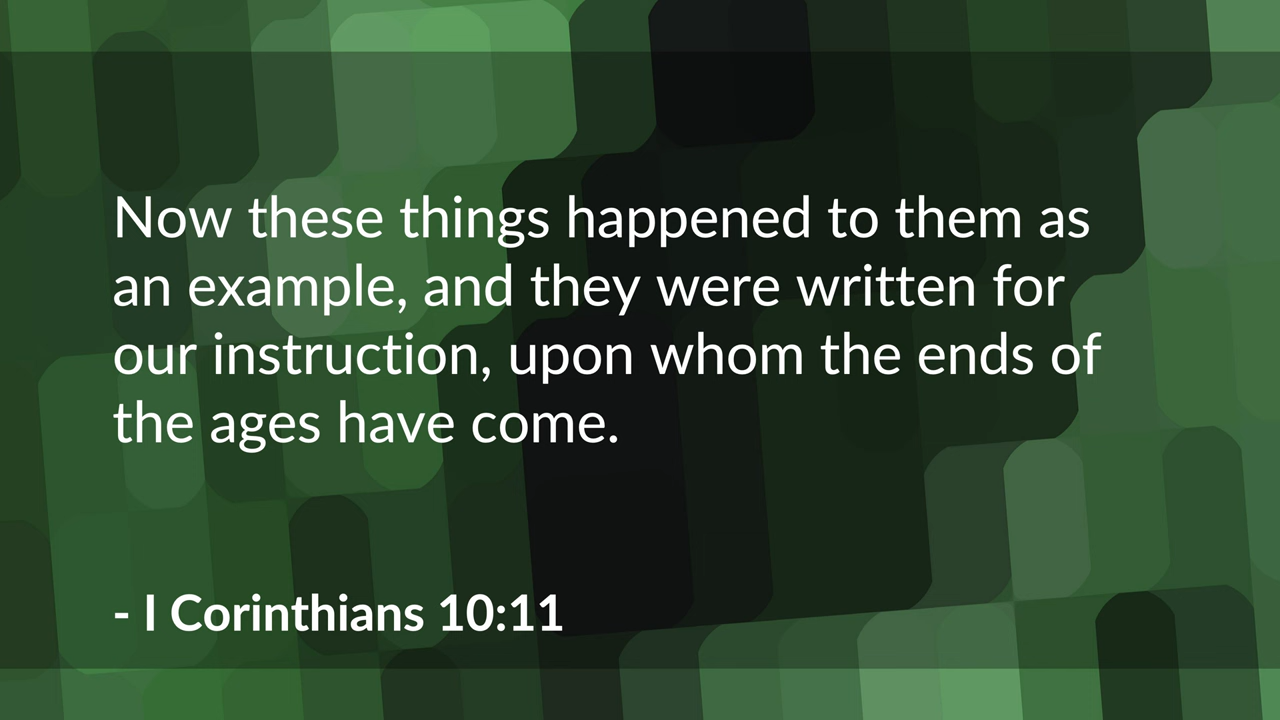 Now these things happened to them as
an example, and they were written for
our instruction, upon whom the ends of
the ages have come.
- I Corinthians 10:11